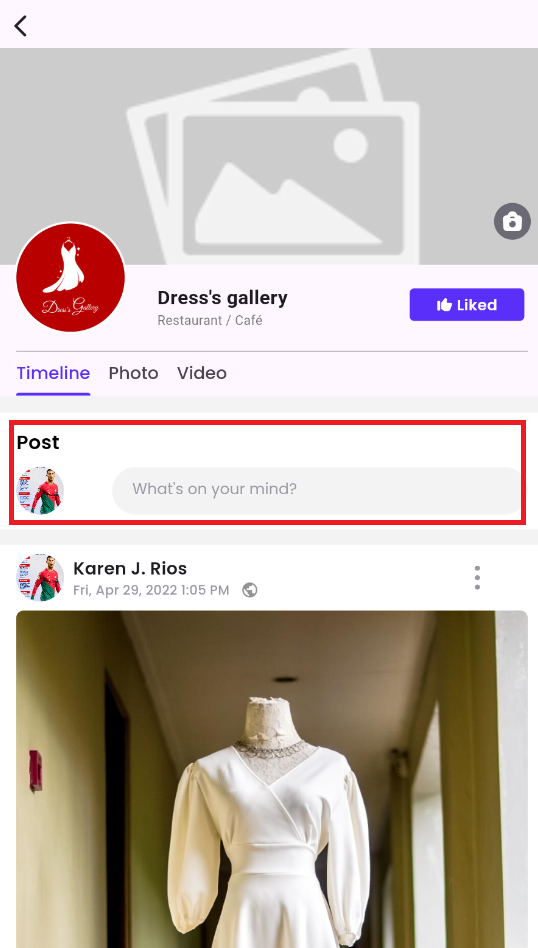 Dress's Gallery
Dress's gallery
Restaurant / Café
Liked
Timeline Photo Video
Post
What's on your mind?
Karen J. Rios
Fri, Apr 29, 2022 1:05 PM